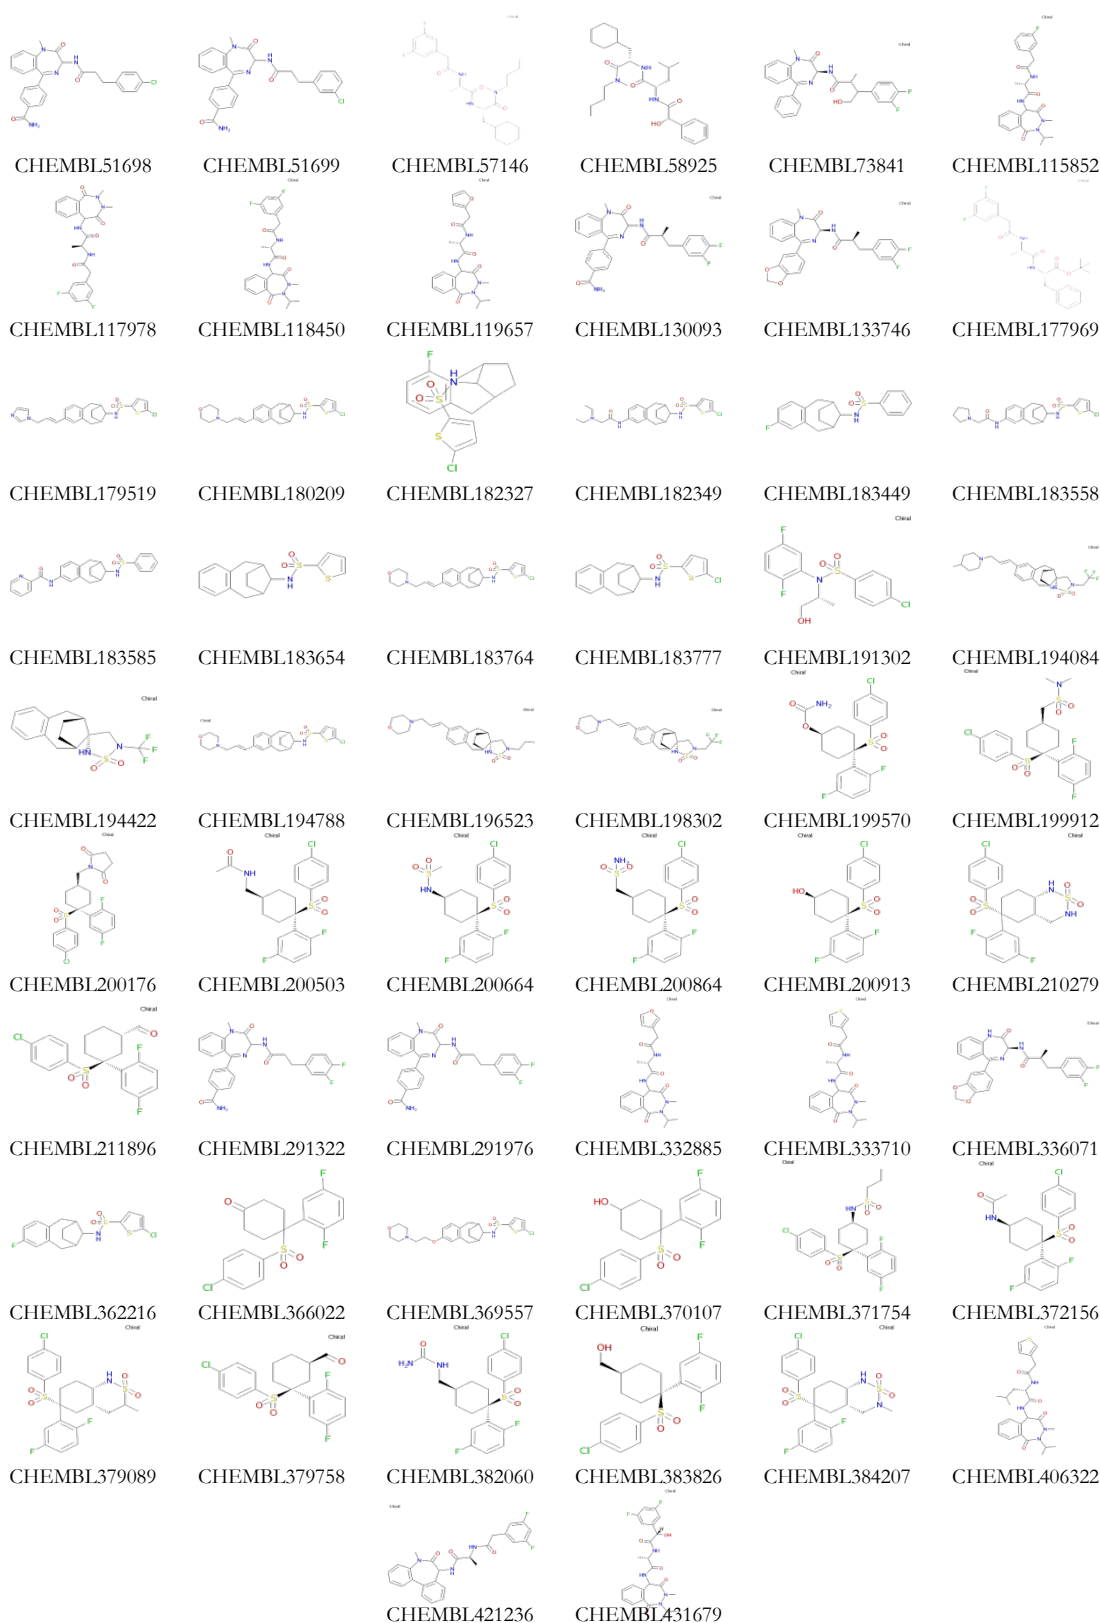 CHEMBL51698 CHEMBL51699 CHEMBL57146 CHEMBL58925 CHEMBL73841 CHEMBL115852
CHEMBL117978 CHEMBL118450 CHEMBL119657 CHEMBL130093 CHEMBL133746 CHEMBL177969
CHEMBL179519 CHEMBL180209 CHEMBL182327 CHEMBL182349 CHEMBL183449 CHEMBL183558
CHEMBL183585 CHEMBL183654 CHEMBL183764 CHEMBL183777 CHEMBL191302 CHEMBL194084
CHEMBL194422 CHEMBL194788 CHEMBL196523 CHEMBL198302 CHEMBL199570 CHEMBL199912
CHEMBL200176 CHEMBL200503 CHEMBL200664 CHEMBL200864 CHEMBL200913 CHEMBL210279
CHEMBL211896 CHEMBL291322 CHEMBL291976 CHEMBL332885 CHEMBL333710 CHEMBL336071
CHEMBL362216 CHEMBL366022 CHEMBL369557 CHEMBL370107 CHEMBL371754 CHEMBL372156
CHEMBL379089 CHEMBL379758 CHEMBL382060 CHEMBL383826 CHEMBL384207 CHEMBL406322
CHEMBL421236 CHEMBL431679